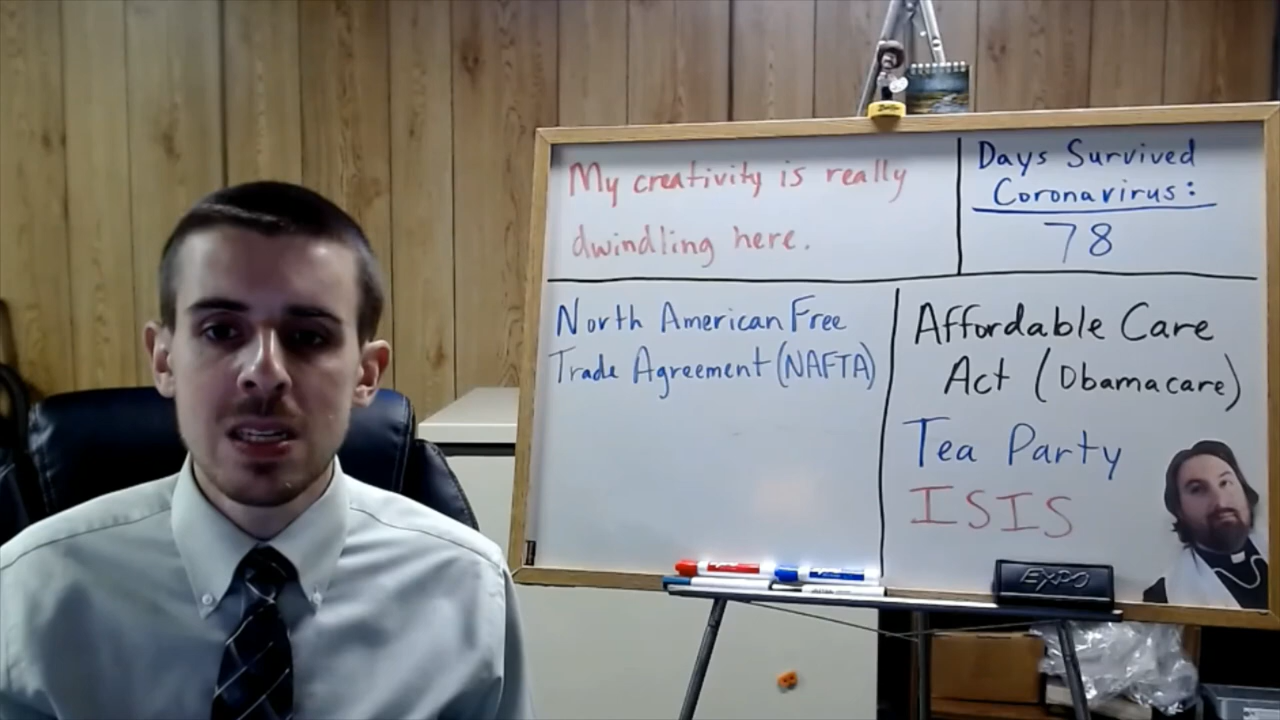 My creativity is really
dwindling here.
Days Survived
Coronavirus:
78
North American Free
Trade Agreement (NAFTA)
Affordable Care
Act (Obamacare)
Tea Party
ISIS
EXPO